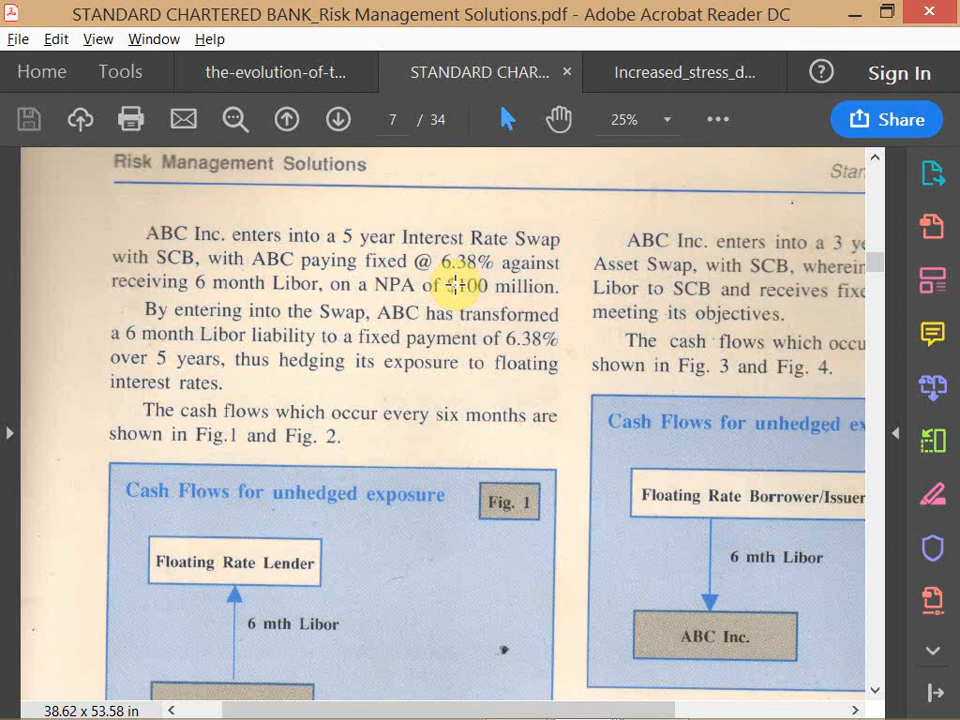 STANDARD CHARTERED BANK_Risk Management Solutions.pdf - Adobe Acrobat Reader DC
File Edit View Window Help
Home Tools the-evolution-of-t... STANDARD CHAR... × Increased_stress_d... Sign In
7 / 34 25% Share
Risk Management Solutions
Stan
ABC Inc. enters into a 5 year Interest Rate Swap
with SCB, with ABC paying fixed @ 6.38% against
receiving 6 month Libor, on a NPA of $100 million.
By entering into the Swap, ABC has transformed
a 6 month Libor liability to a fixed payment of 6.38%
over 5 years, thus hedging its exposure to floating
interest rates.
The cash flows which occur every six months are
shown in Fig.1 and Fig. 2.
Cash Flows for unhedged exposure
Fig. 1
Floating Rate Lender
6 mth Libor
ABC Inc. enters into a 3 ye
Asset Swap, with SCB, wherein
Libor to SCB and receives fixe
meeting its objectives.
The cash flows which occu
shown in Fig. 3 and Fig. 4.
Cash Flows for unhedged ex
Floating Rate Borrower/Issuer
6 mth Libor
ABC Inc.
38.62 x 53.58 in